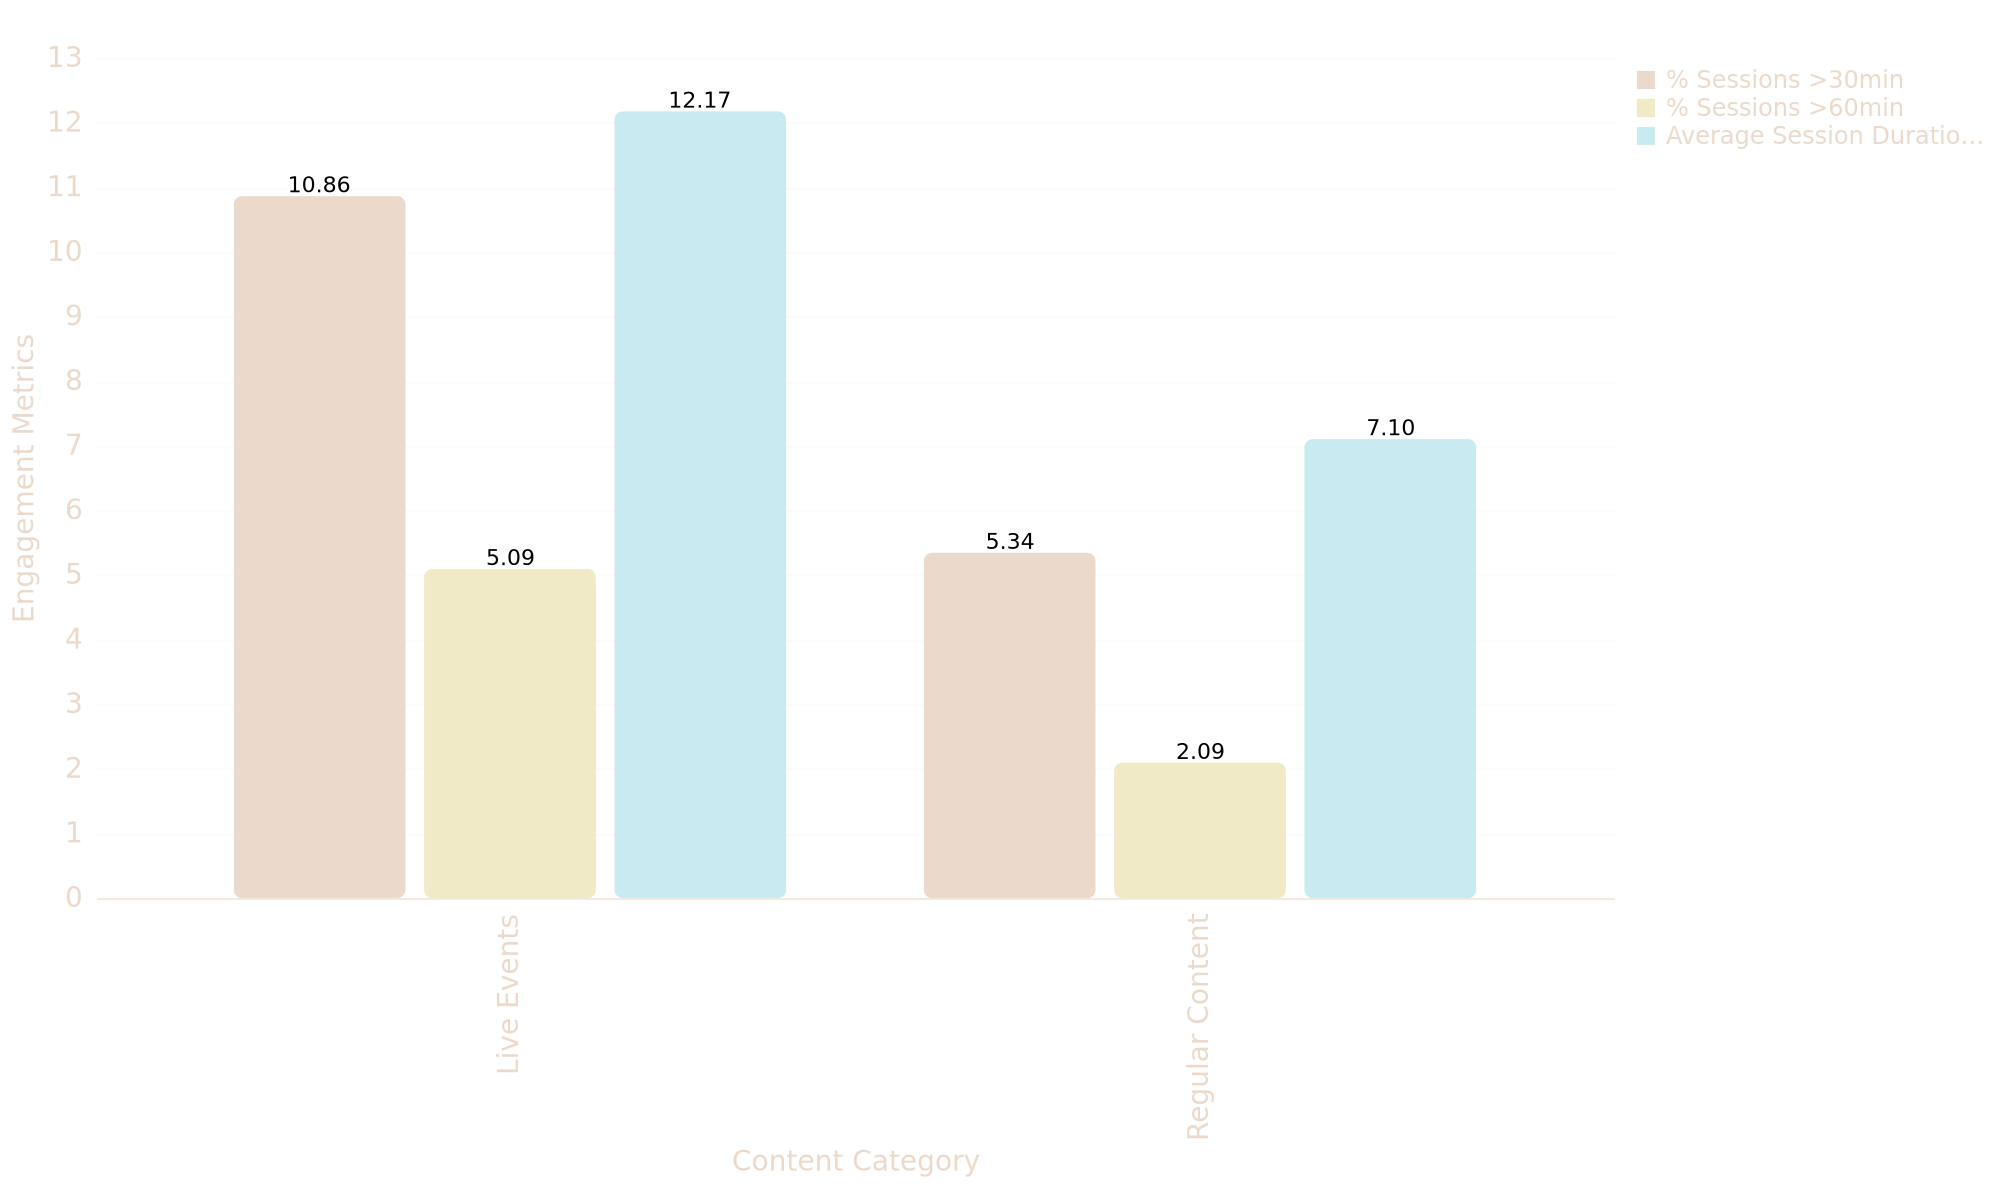 13
12
11
10
9
8
7
6
5
4
3
2
1
0
Engagement Metrics
10.86
5.09
12.17
5.34
2.09
7.10
Live Events
Regular Content
Content Category
% Sessions >30min
% Sessions >60min
Average Session Duratio...